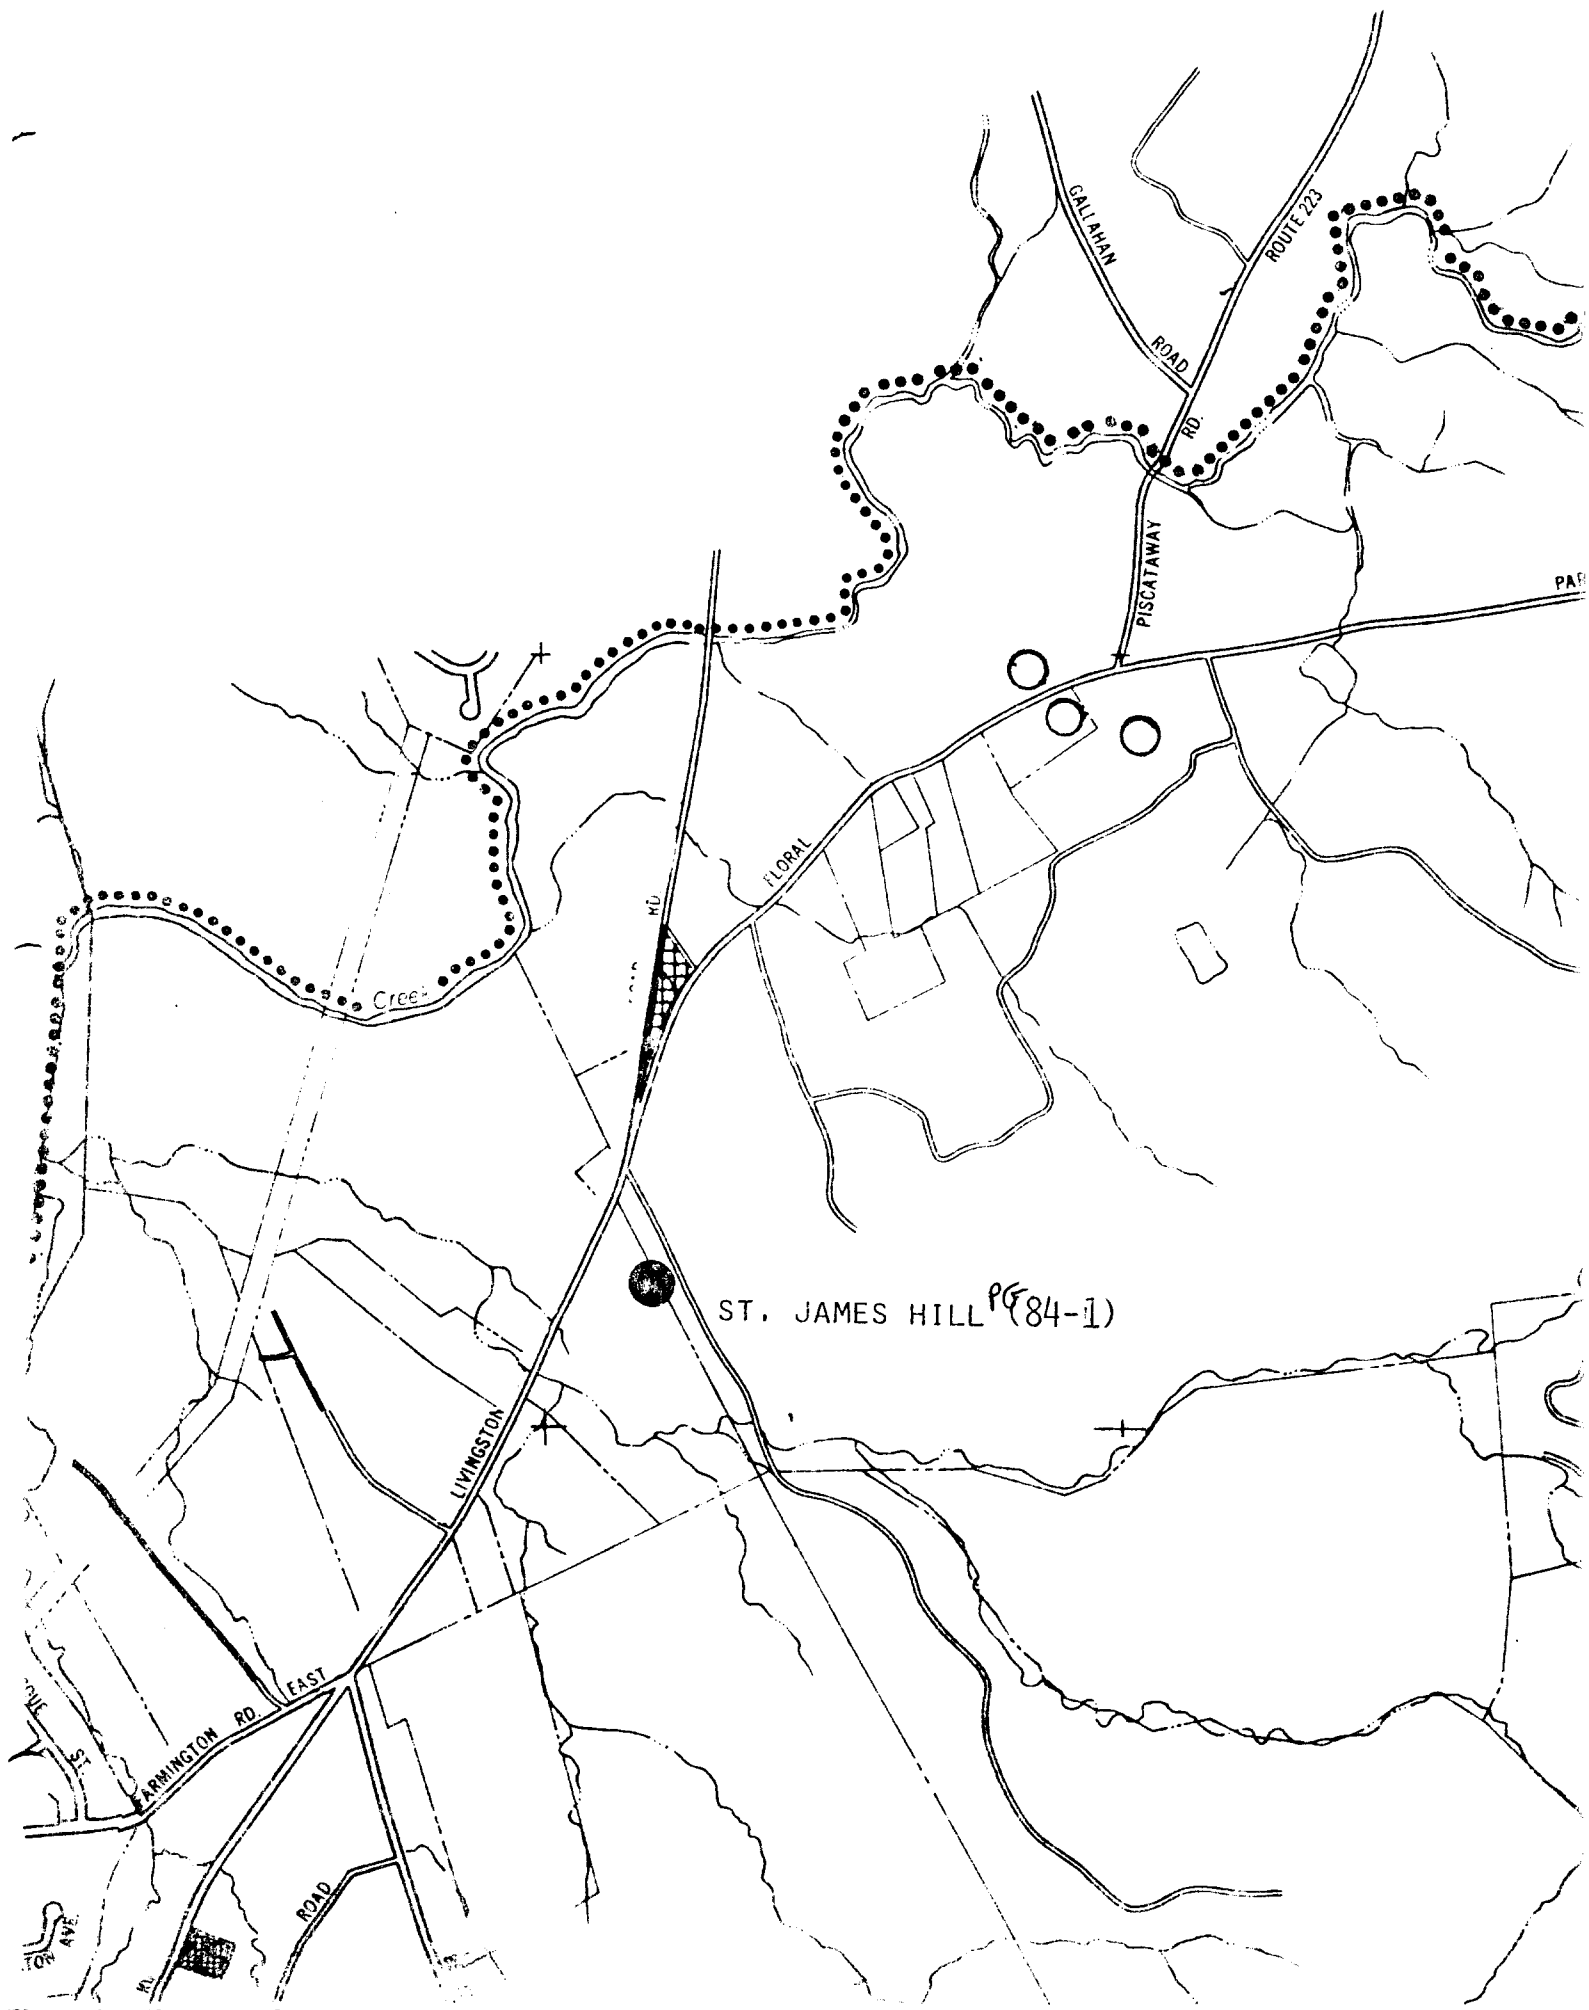 GALLAHAN
ROAD
ROUTE 223
RD.
PISCATAWAY
FLORAL
PAR
RD
Creek
ST. JAMES HILL PG(84-1)
LIVINGSTON
EAST
FARMINGTON RD.
ST.
ROAD
AVE
RD.